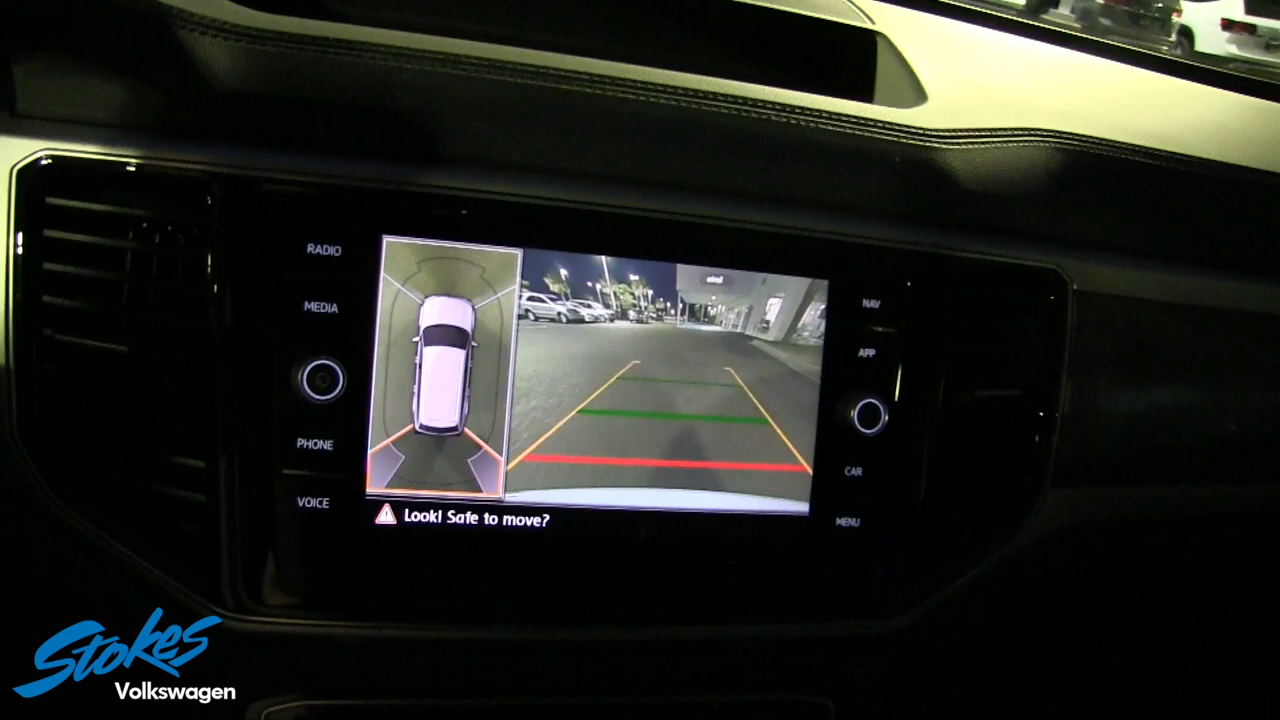 RADIO
MEDIA
PHONE
VOICE
NAV
APP
CAR
MENU
Look! Safe to move?
Stokes
Volkswagen